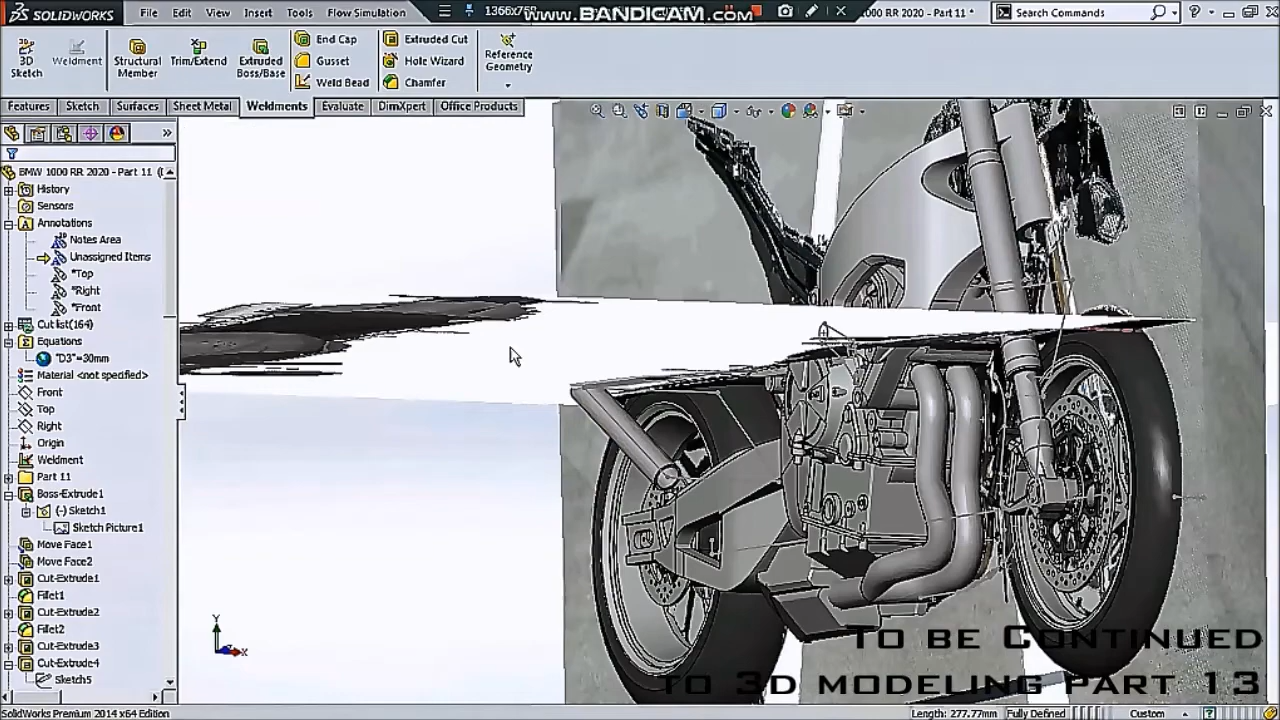 SOLIDWORKS File Edit View Insert Tools Flow Simulation 1366x768 www.BANDICAM.com 1000 RR 2020 - Part 11 * Search Commands
3D Sketch
Weldment
Structural Member
Trim/Extend
Extruded Boss/Base
End Cap
Gusset
Weld Bead
Extruded Cut
Hole Wizard
Chamfer
Reference Geometry
Features Sketch Surfaces Sheet Metal Weldments Evaluate DimXpert Office Products
BMW 1000 RR 2020 - Part 11 (
History
Sensors
Annotations
Notes Area
Unassigned Items
*Top
*Right
*Front
Cut list(164)
Equations
"D3"=30mm
Material <not specified>
Front
Top
Right
Origin
Weldment
Part 11
Boss-Extrude1
(-) Sketch1
Sketch Picture1
Move Face1
Move Face2
Cut-Extrude1
Fillet1
Cut-Extrude2
Fillet2
Cut-Extrude3
Cut-Extrude4
Sketch5
Y
X
To be Continued
to 3D modeling part 13
SolidWorks Premium 2014 x64 Edition Length: 277.77mm Fully Defined Custom